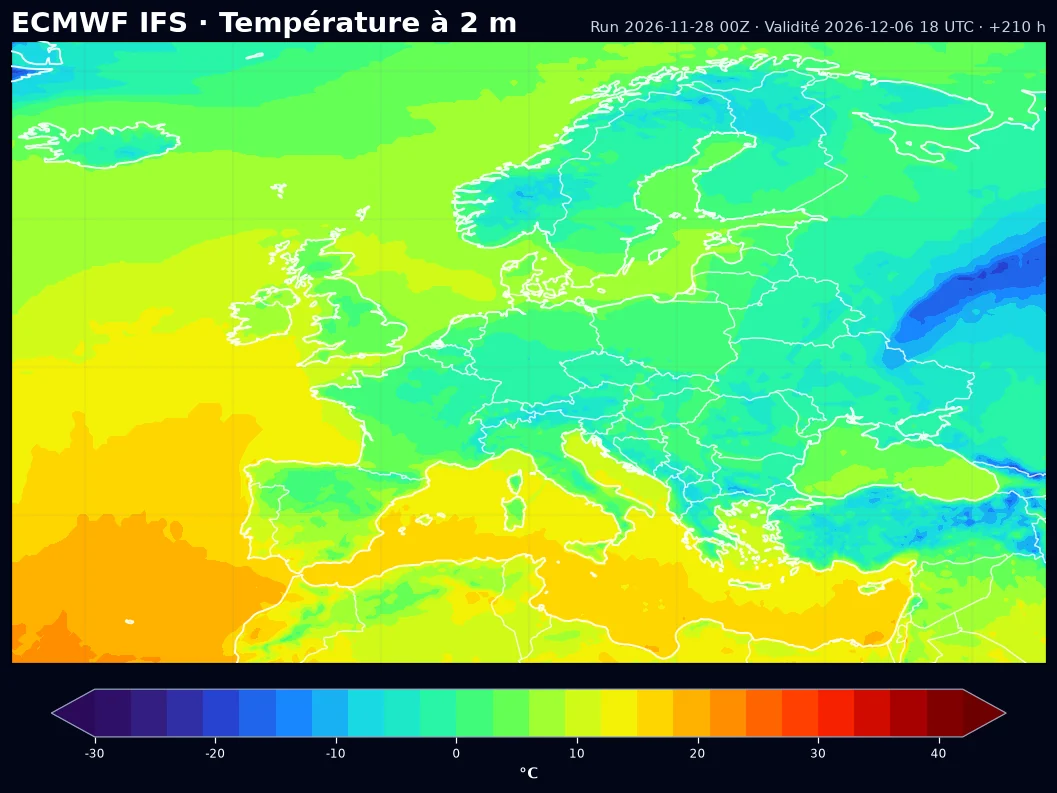 ECMWF IFS · Température à 2 m
Run 2026-11-28 00Z · Validité 2026-12-06 18 UTC · +210 h
-30 -20 -10 0 10 20 30 40
°C